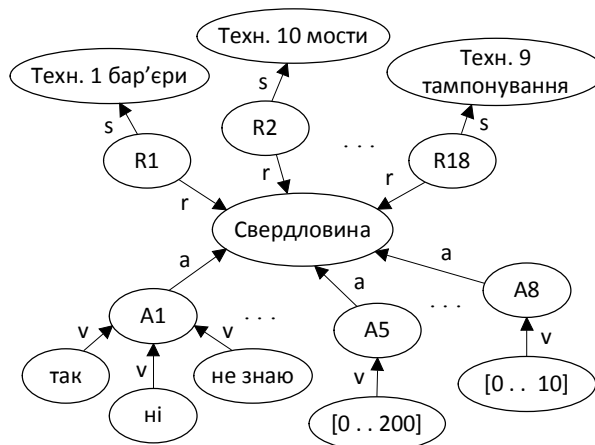 Техн. 10 мости
Техн. 1 бар’єри
Техн. 9
тампонування
s
s
s
R1
R2
. . .
R18
r
r
r
Свердловина
a
a
a
A1
. . .
A5
. . .
A8
v
v
v
v
v
так
ні
не знаю
[0 . . 200]
[0 . . 10]